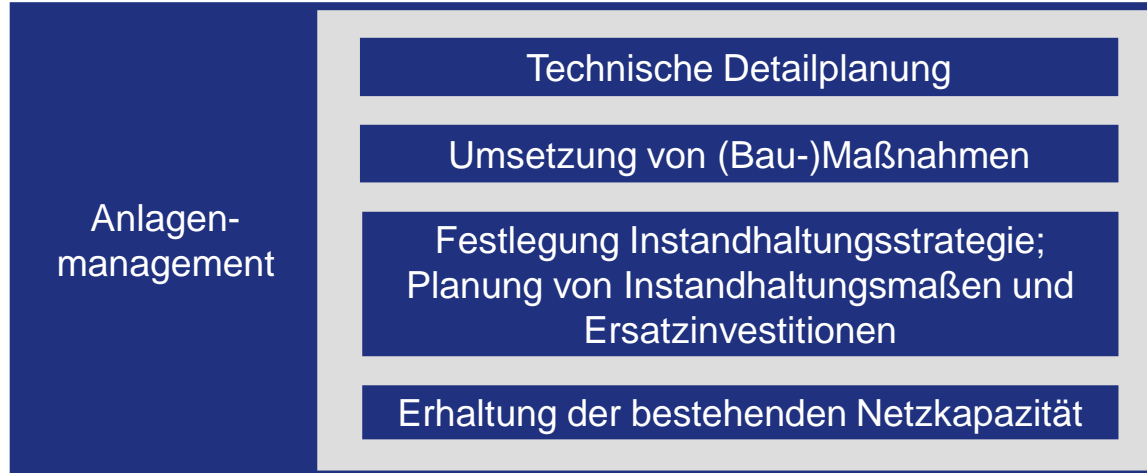 Anlagen-
management
Technische Detailplanung
Umsetzung von (Bau-)Maßnahmen
Festlegung Instandhaltungsstrategie;
Planung von Instandhaltungsmaßen und
Ersatzinvestitionen
Erhaltung der bestehenden Netzkapazität